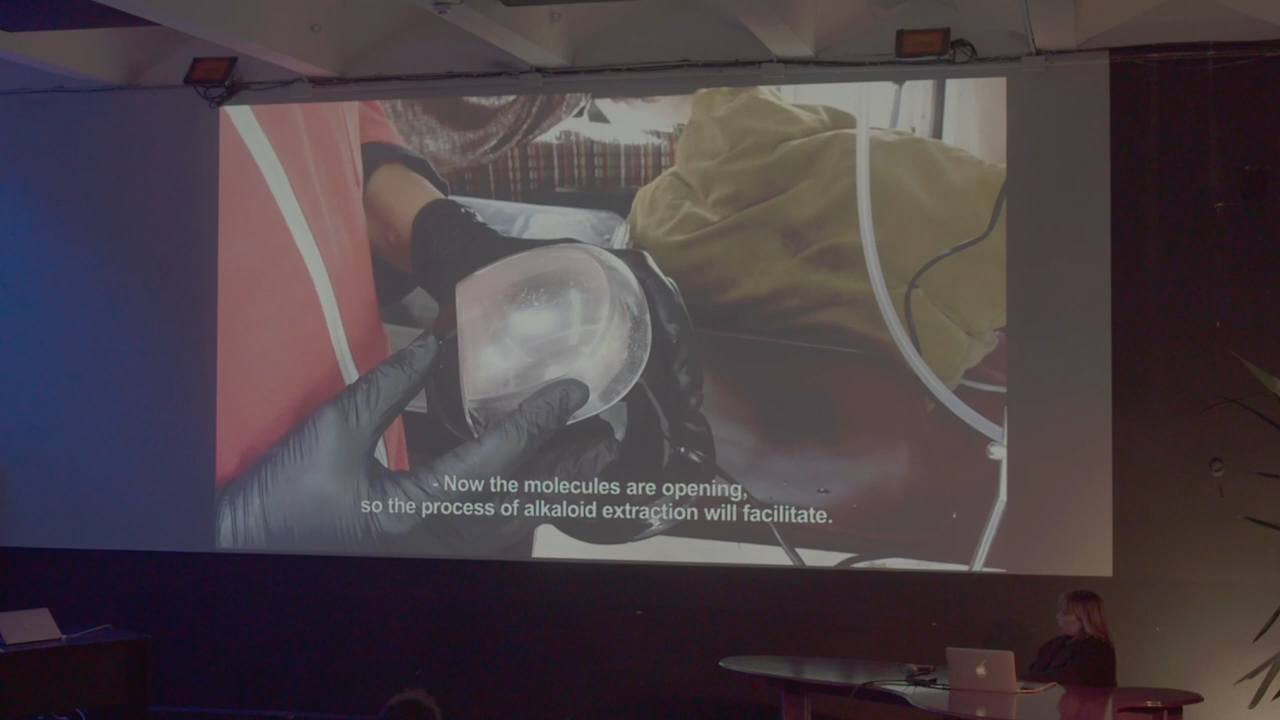 - Now the molecules are opening,
so the process of alkaloid extraction will facilitate.